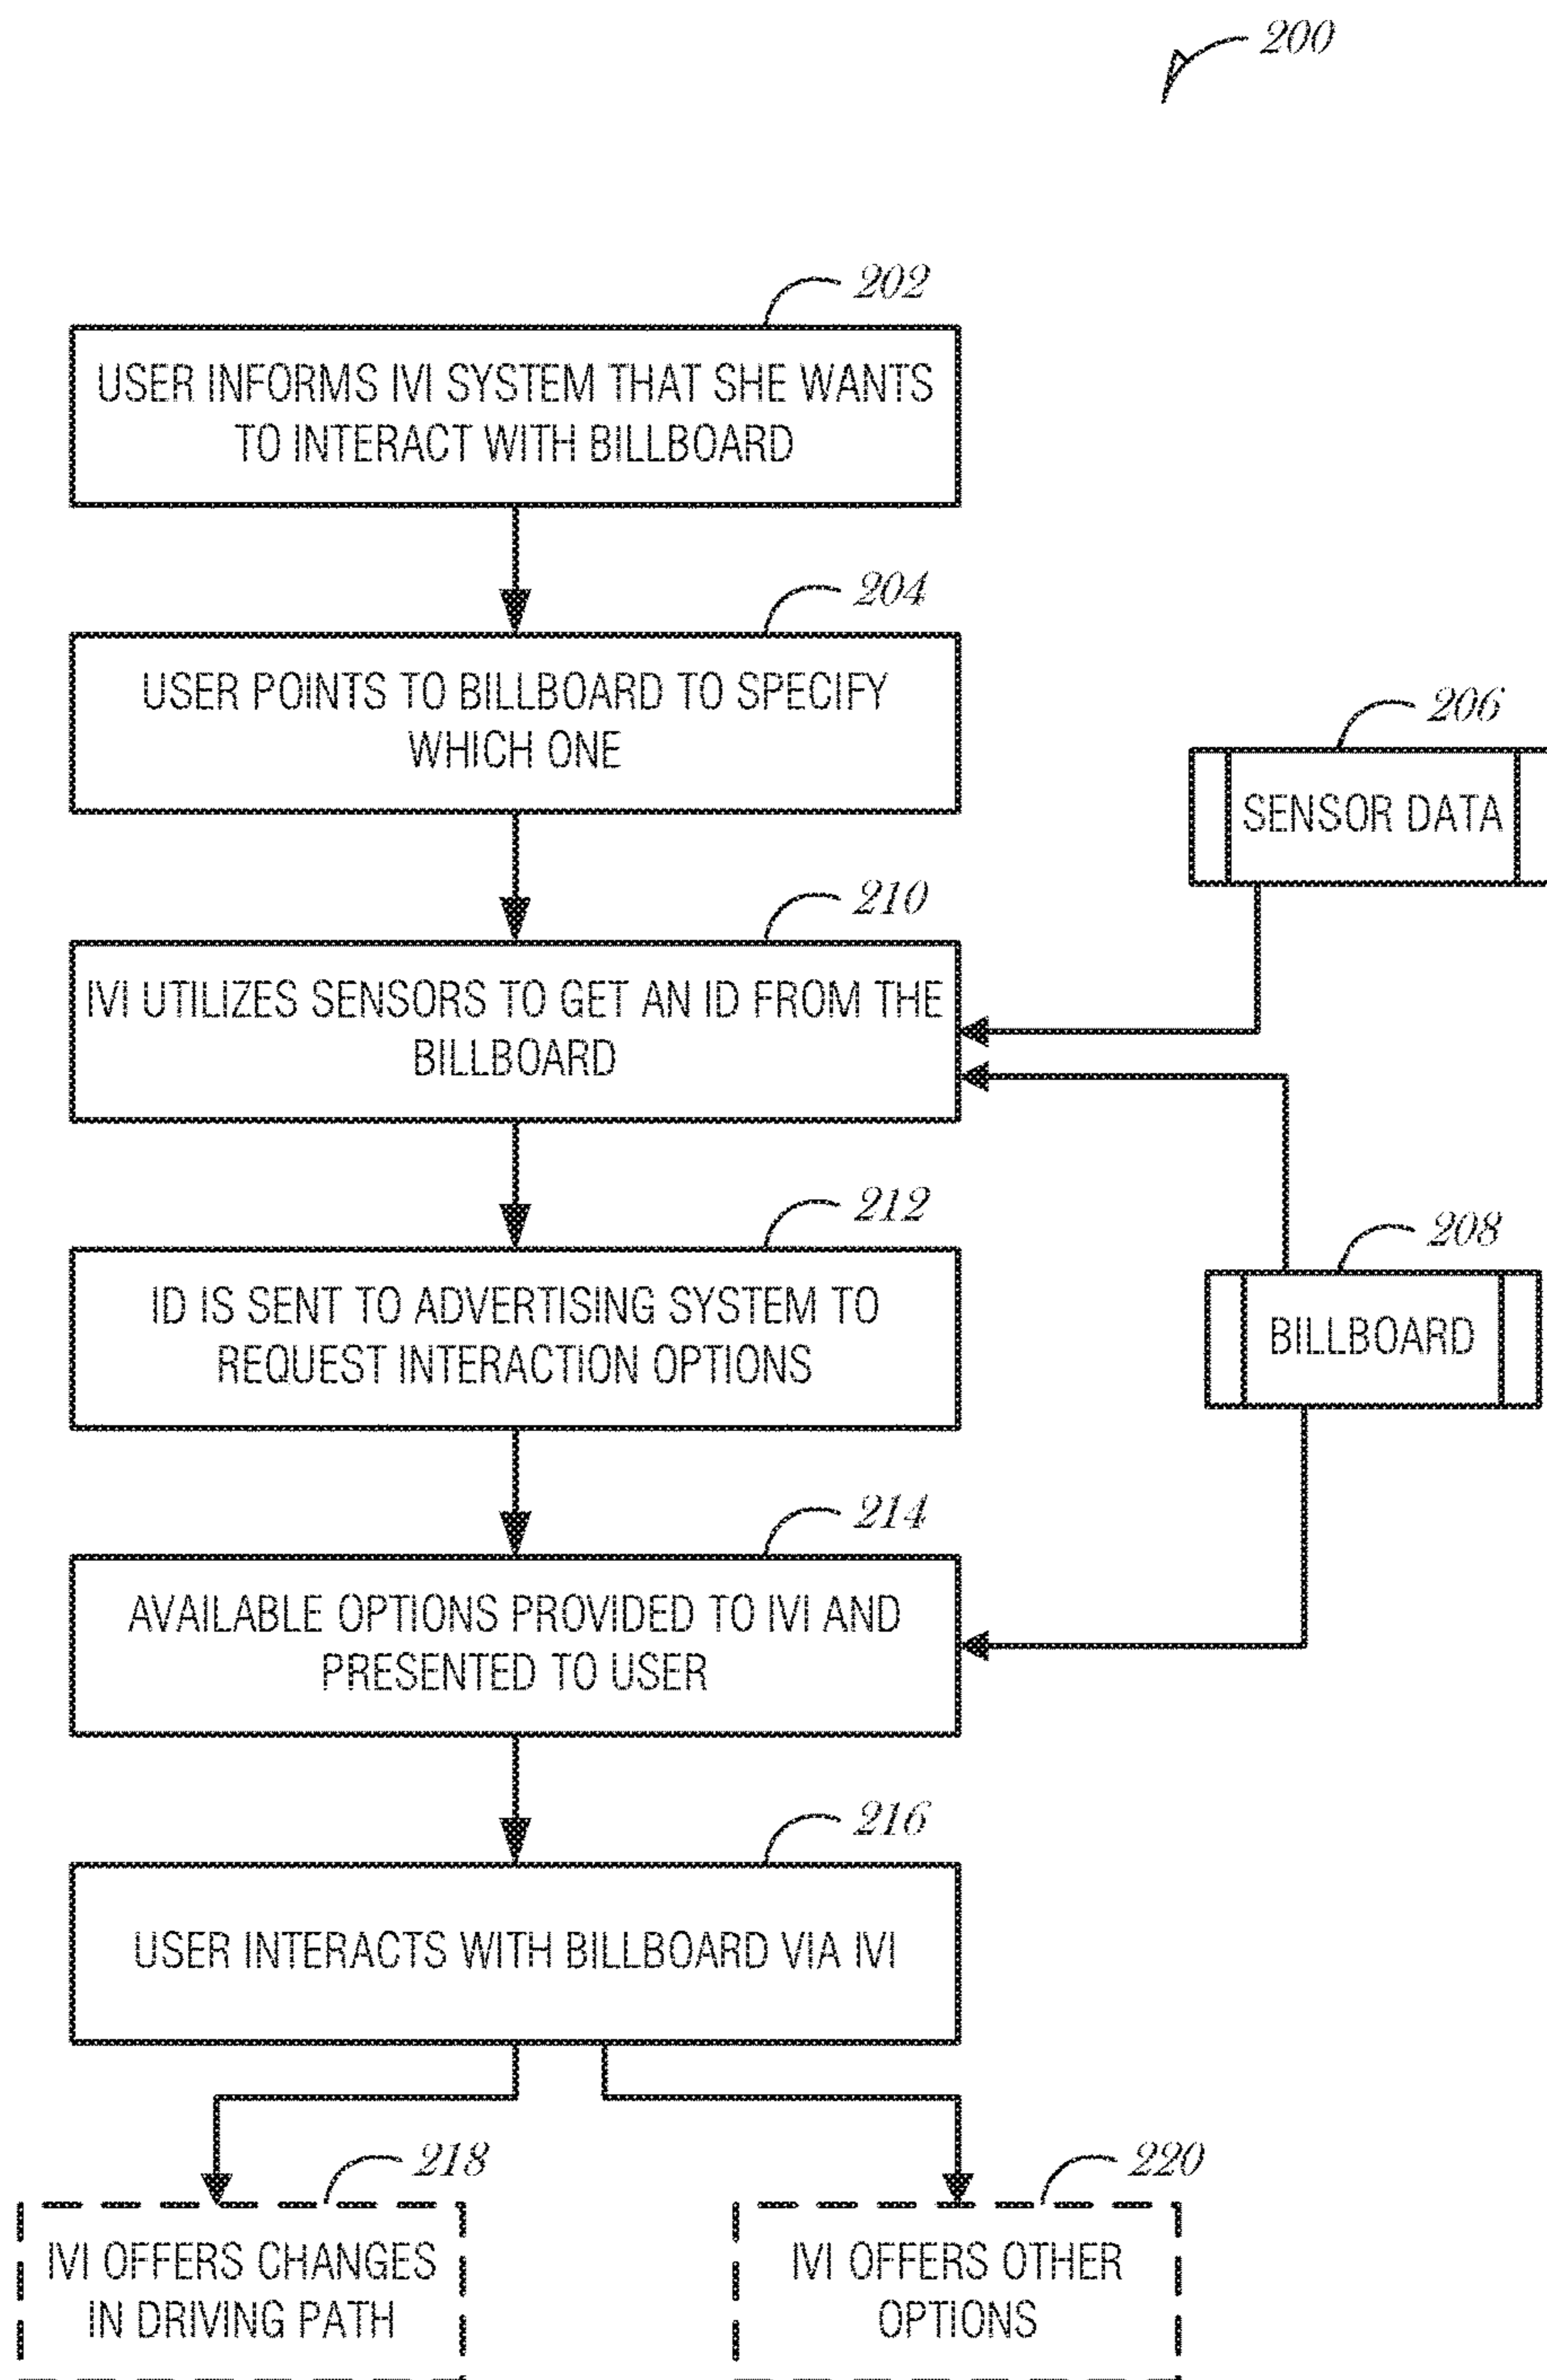 200
202
USER INFORMS IVI SYSTEM THAT SHE WANTS
TO INTERACT WITH BILLBOARD
204
USER POINTS TO BILLBOARD TO SPECIFY
WHICH ONE
206
SENSOR DATA
210
IVI UTILIZES SENSORS TO GET AN ID FROM THE
BILLBOARD
212
ID IS SENT TO ADVERTISING SYSTEM TO
REQUEST INTERACTION OPTIONS
208
BILLBOARD
214
AVAILABLE OPTIONS PROVIDED TO IVI AND
PRESENTED TO USER
216
USER INTERACTS WITH BILLBOARD VIA IVI
218
IVI OFFERS CHANGES
IN DRIVING PATH
220
IVI OFFERS OTHER
OPTIONS